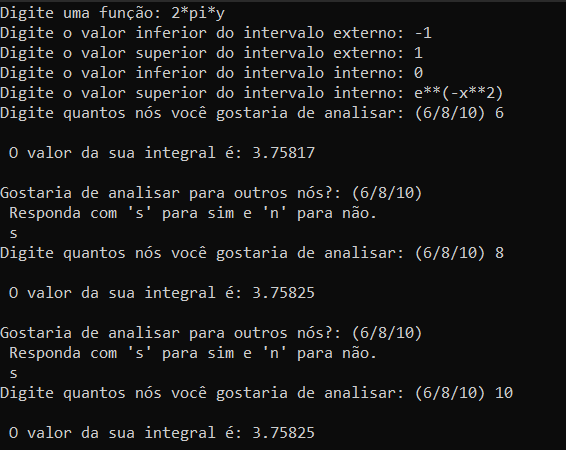 Digite uma função: 2*pi*y
Digite o valor inferior do intervalo externo: -1
Digite o valor superior do intervalo externo: 1
Digite o valor inferior do intervalo interno: 0
Digite o valor superior do intervalo interno: e**(-x**2)
Digite quantos nós você gostaria de analisar: (6/8/10) 6
O valor da sua integral é: 3.75817
Gostaria de analisar para outros nós?: (6/8/10)
Responda com 's' para sim e 'n' para não.
s
Digite quantos nós você gostaria de analisar: (6/8/10) 8
O valor da sua integral é: 3.75825
Gostaria de analisar para outros nós?: (6/8/10)
Responda com 's' para sim e 'n' para não.
s
Digite quantos nós você gostaria de analisar: (6/8/10) 10
O valor da sua integral é: 3.75825